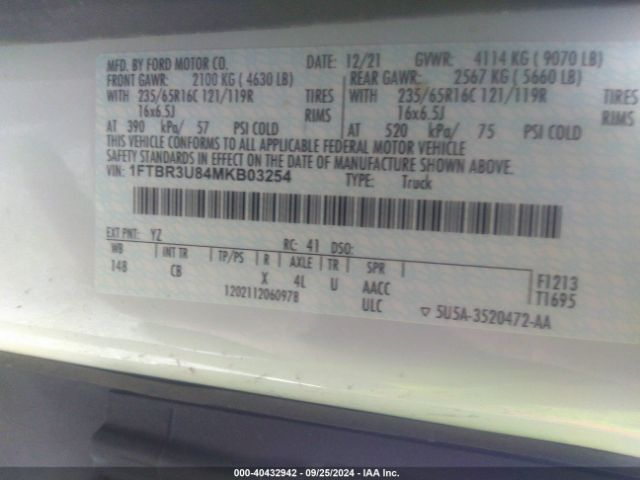 MFD. BY FORD MOTOR CO. DATE: 12/21 GVWR: 4114 KG ( 9070 LB)
FRONT GAWR: 2100 KG ( 4630 LB) REAR GAWR: 2567 KG ( 5660 LB)
WITH 235/65R16C 121/119R TIRES WITH 235/65R16C 121/119R TIRES
16x6.5J RIMS 16x6.5J RIMS
AT 390 kPa/ 57 PSI COLD AT 520 kPa/ 75 PSI COLD
THIS VEHICLE CONFORMS TO ALL APPLICABLE FEDERAL MOTOR VEHICLE
SAFETY STANDARDS IN EFFECT ON THE DATE OF MANUFACTURE SHOWN ABOVE.
VIN: 1FTBR3U84MKB03254 TYPE: Truck
EXT PNT: YZ RC: 41 DSO:
WB INT TR TP/PS R AXLE TR SPR
148 CB X 4L U AACC F1213
1202112060978 ULC T1695
▽ 5U5A-3520472-AA
000-40432942 - 09/25/2024 - IAA Inc.